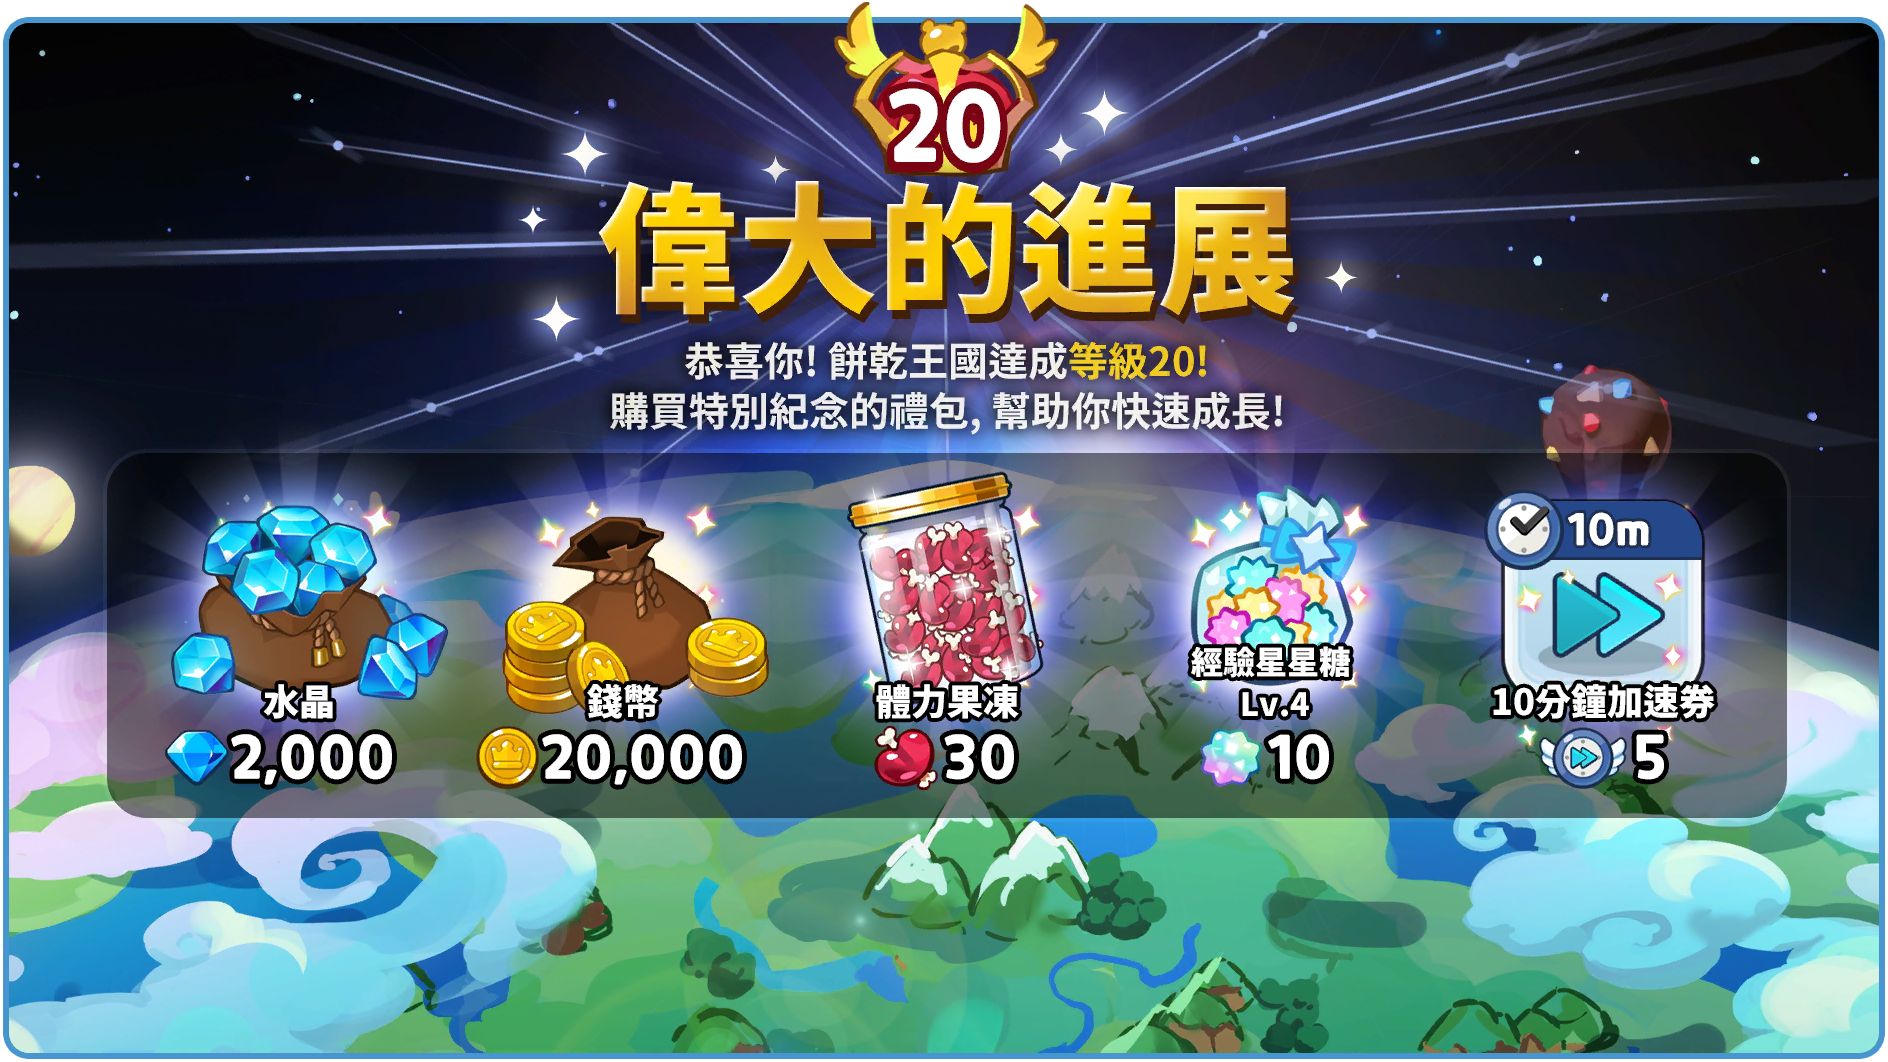 20
偉大的進展
恭喜你! 餅乾王國達成等級20!
購買特別紀念的禮包, 幫助你快速成長!
10m
水晶
2,000
錢幣
20,000
體力果凍
30
經驗星星糖
Lv.4
10
10分鐘加速券
5